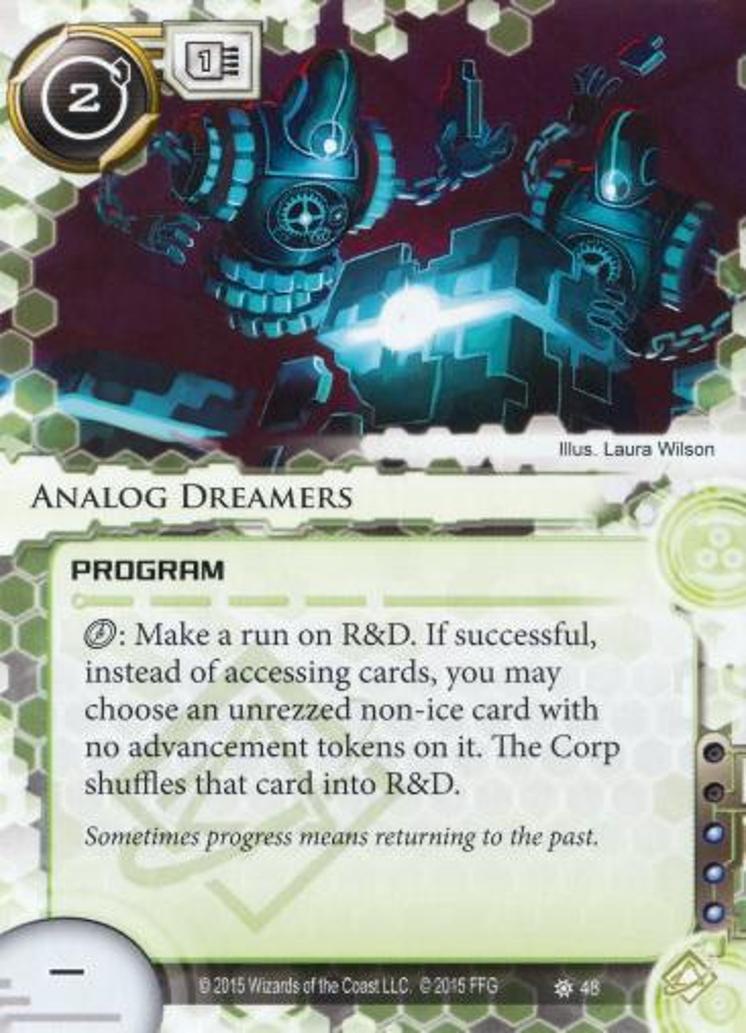 2
1
Illus. Laura Wilson
ANALOG DREAMERS
PROGRAM
: Make a run on R&D. If successful,
instead of accessing cards, you may
choose an unrezzed non-ice card with
no advancement tokens on it. The Corp
shuffles that card into R&D.
Sometimes progress means returning to the past.
–
© 2015 Wizards of the Coast LLC. © 2015 FFG
48